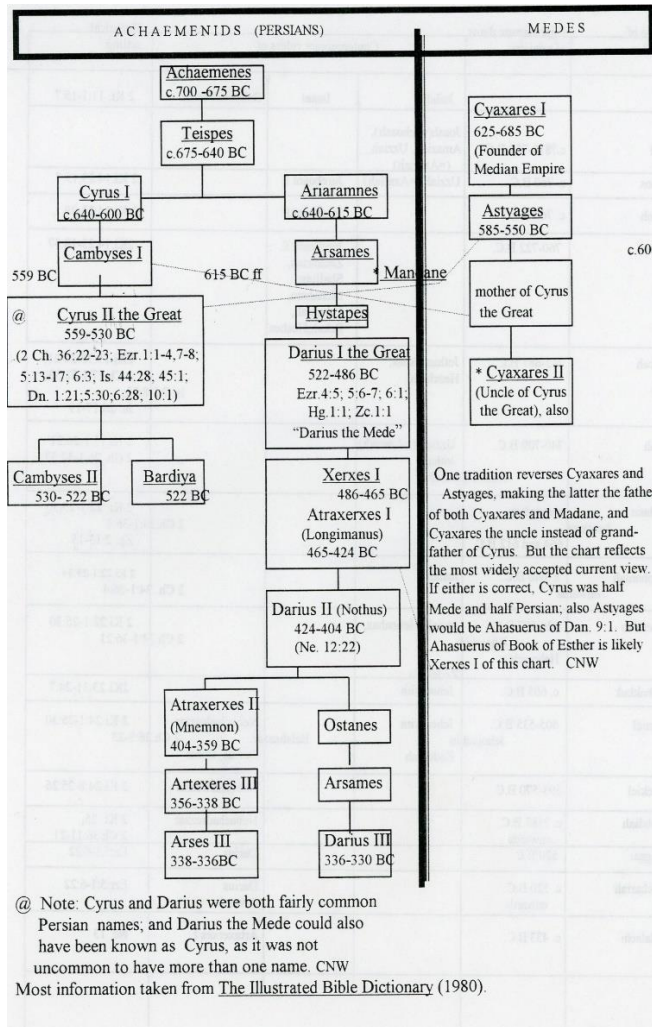 ACHAEMENIDS (PERSIANS)
MEDES
Achaemenes
c.700 -675 BC
Teispes
c.675-640 BC
Cyrus I
c.640-600 BC
Ariaramnes
c.640-615 BC
Cambyses I
559 BC
Arsames
615 BC ff
* Mandane
@
Cyrus II the Great
559-530 BC
(2 Ch. 36:22-23; Ezr.1:1-4,7-8;
5:13-17; 6:3; Is. 44:28; 45:1;
Dn. 1:21;5:30;6:28; 10:1)
Hystapes
Darius I the Great
522-486 BC
Ezr.4:5; 5:6-7; 6:1;
Hg.1:1; Zc.1:1
“Darius the Mede”
Cambyses II
530- 522 BC
Bardiya
522 BC
Xerxes I
486-465 BC
Atraxerxes I
(Longimanus)
465-424 BC
Darius II (Nothus)
424-404 BC
(Ne. 12:22)
Atraxerxes II
(Mnemnon)
404-359 BC
Ostanes
Artexeres III
356-338 BC
Arsames
Arses III
338-336BC
Darius III
336-330 BC
Cyaxares I
625-685 BC
(Founder of
Median Empire
Astyages
585-550 BC
c.60
mother of Cyrus
the Great
* Cyaxares II
(Uncle of Cyrus
the Great), also
One tradition reverses Cyaxares and
Astyages, making the latter the fathe
of both Cyaxares and Madane, and
Cyaxares the uncle instead of grand-
father of Cyrus. But the chart reflects
the most widely accepted current view.
If either is correct, Cyrus was half
Mede and half Persian; also Astyages
would be Ahasuerus of Dan. 9:1. But
Ahasuerus of Book of Esther is likely
Xerxes I of this chart. CNW
@ Note: Cyrus and Darius were both fairly common
Persian names; and Darius the Mede could also
have been known as Cyrus, as it was not
uncommon to have more than one name. CNW
Most information taken from The Illustrated Bible Dictionary (1980).